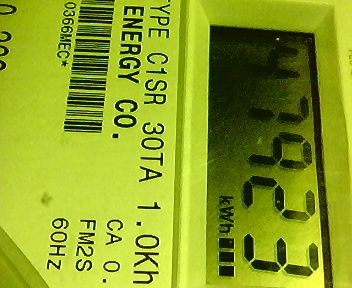 47923
kWh
TYPE C1SR 30TA 1.0Kh
ENERGY CO. CA 0.
FM2S
0366MEC* 60Hz